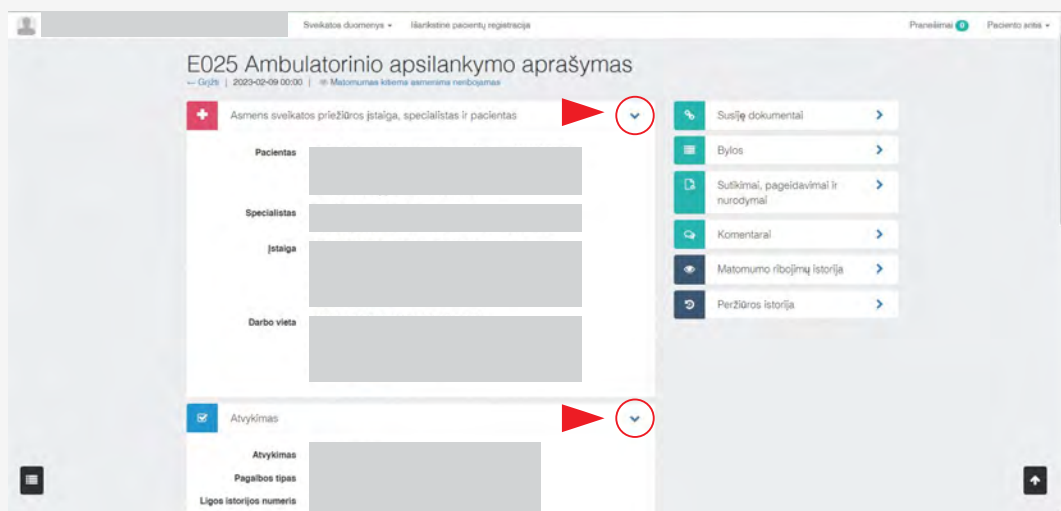 Sveikatos duomenys
Išankstinė pacientų registracija
Pranešimai 0
Paciento sritis
E025 Ambulatorinio apsilankymo aprašymas
← Grįžti | 2023-02-09 00:00 | Matomumas kitiems asmenims neribojamas
Asmens sveikatos priežiūros įstaiga, specialistas ir pacientas
Pacientas
Specialistas
Įstaiga
Darbo vieta
Atvykimas
Atvykimas
Pagalbos tipas
Ligos istorijos numeris
Susiję dokumentai
Bylos
Sutikimai, pageidavimai ir
nurodymai
Komentarai
Matomumo ribojimų istorija
Peržiūros istorija